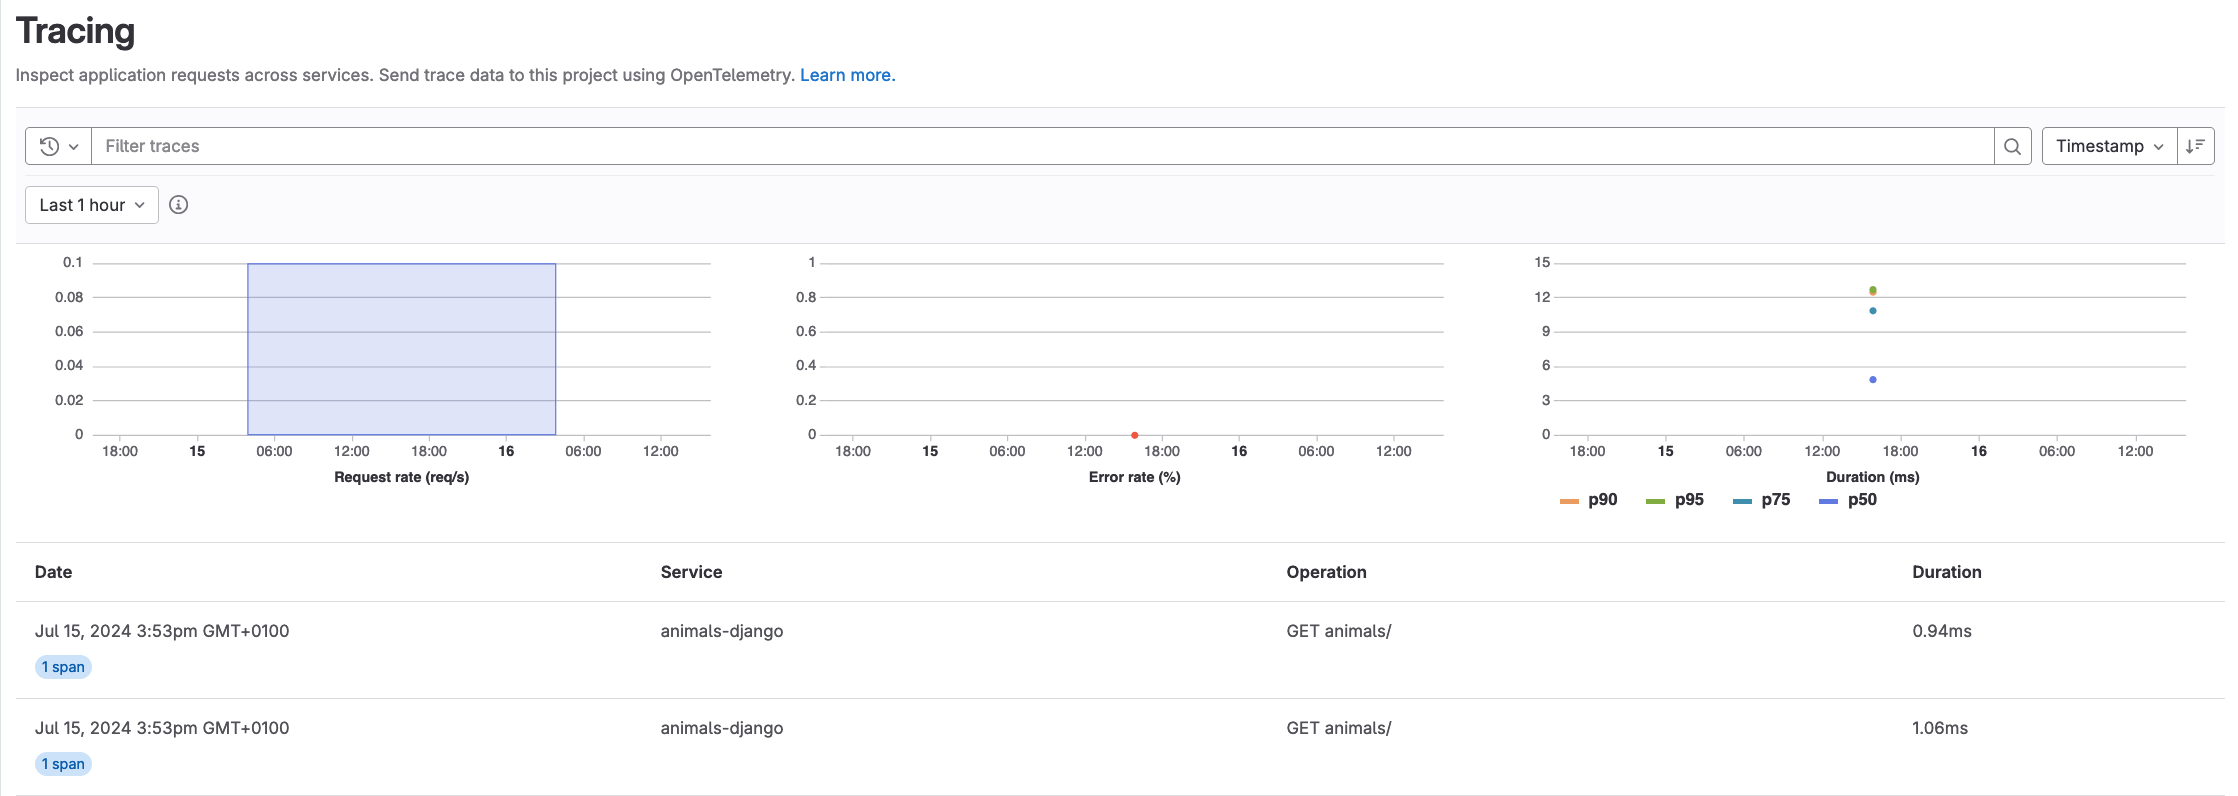 Tracing
Inspect application requests across services. Send trace data to this project using OpenTelemetry. Learn more.
Filter traces
Timestamp
Last 1 hour
0.1
0.08
0.06
0.04
0.02
0
18:00 15 06:00 12:00 18:00 16 06:00 12:00
Request rate (req/s)
1
0.8
0.6
0.4
0.2
0
18:00 15 06:00 12:00 18:00 16 06:00 12:00
Error rate (%)
15
12
9
6
3
0
18:00 15 06:00 12:00 18:00 16 06:00 12:00
Duration (ms)
p90 p95 p75 p50
Date Service Operation Duration
Jul 15, 2024 3:53pm GMT+0100 animals-django GET animals/ 0.94ms
1 span
Jul 15, 2024 3:53pm GMT+0100 animals-django GET animals/ 1.06ms
1 span